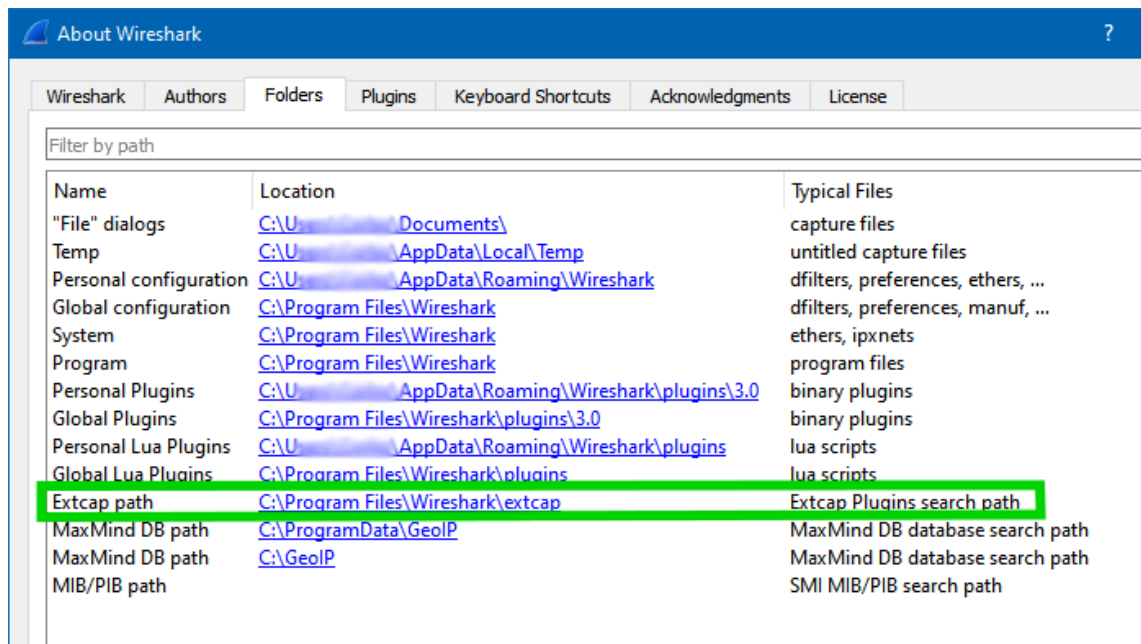 About Wireshark ?
Wireshark Authors Folders Plugins Keyboard Shortcuts Acknowledgments License
Filter by path
Name Location Typical Files
"File" dialogs C:\U \Documents\ capture files
Temp C:\U \AppData\Local\Temp untitled capture files
Personal configuration C:\U \AppData\Roaming\Wireshark dfilters, preferences, ethers, ...
Global configuration C:\Program Files\Wireshark dfilters, preferences, manuf, ...
System C:\Program Files\Wireshark ethers, ipxnets
Program C:\Program Files\Wireshark program files
Personal Plugins C:\U \AppData\Roaming\Wireshark\plugins\3.0 binary plugins
Global Plugins C:\Program Files\Wireshark\plugins\3.0 binary plugins
Personal Lua Plugins C:\U \AppData\Roaming\Wireshark\plugins lua scripts
Global Lua Plugins C:\Program Files\Wireshark\plugins lua scripts
Extcap path C:\Program Files\Wireshark\extcap Extcap Plugins search path
MaxMind DB path C:\ProgramData\GeoIP MaxMind DB database search path
MaxMind DB path C:\GeoIP MaxMind DB database search path
MIB/PIB path SMI MIB/PIB search path